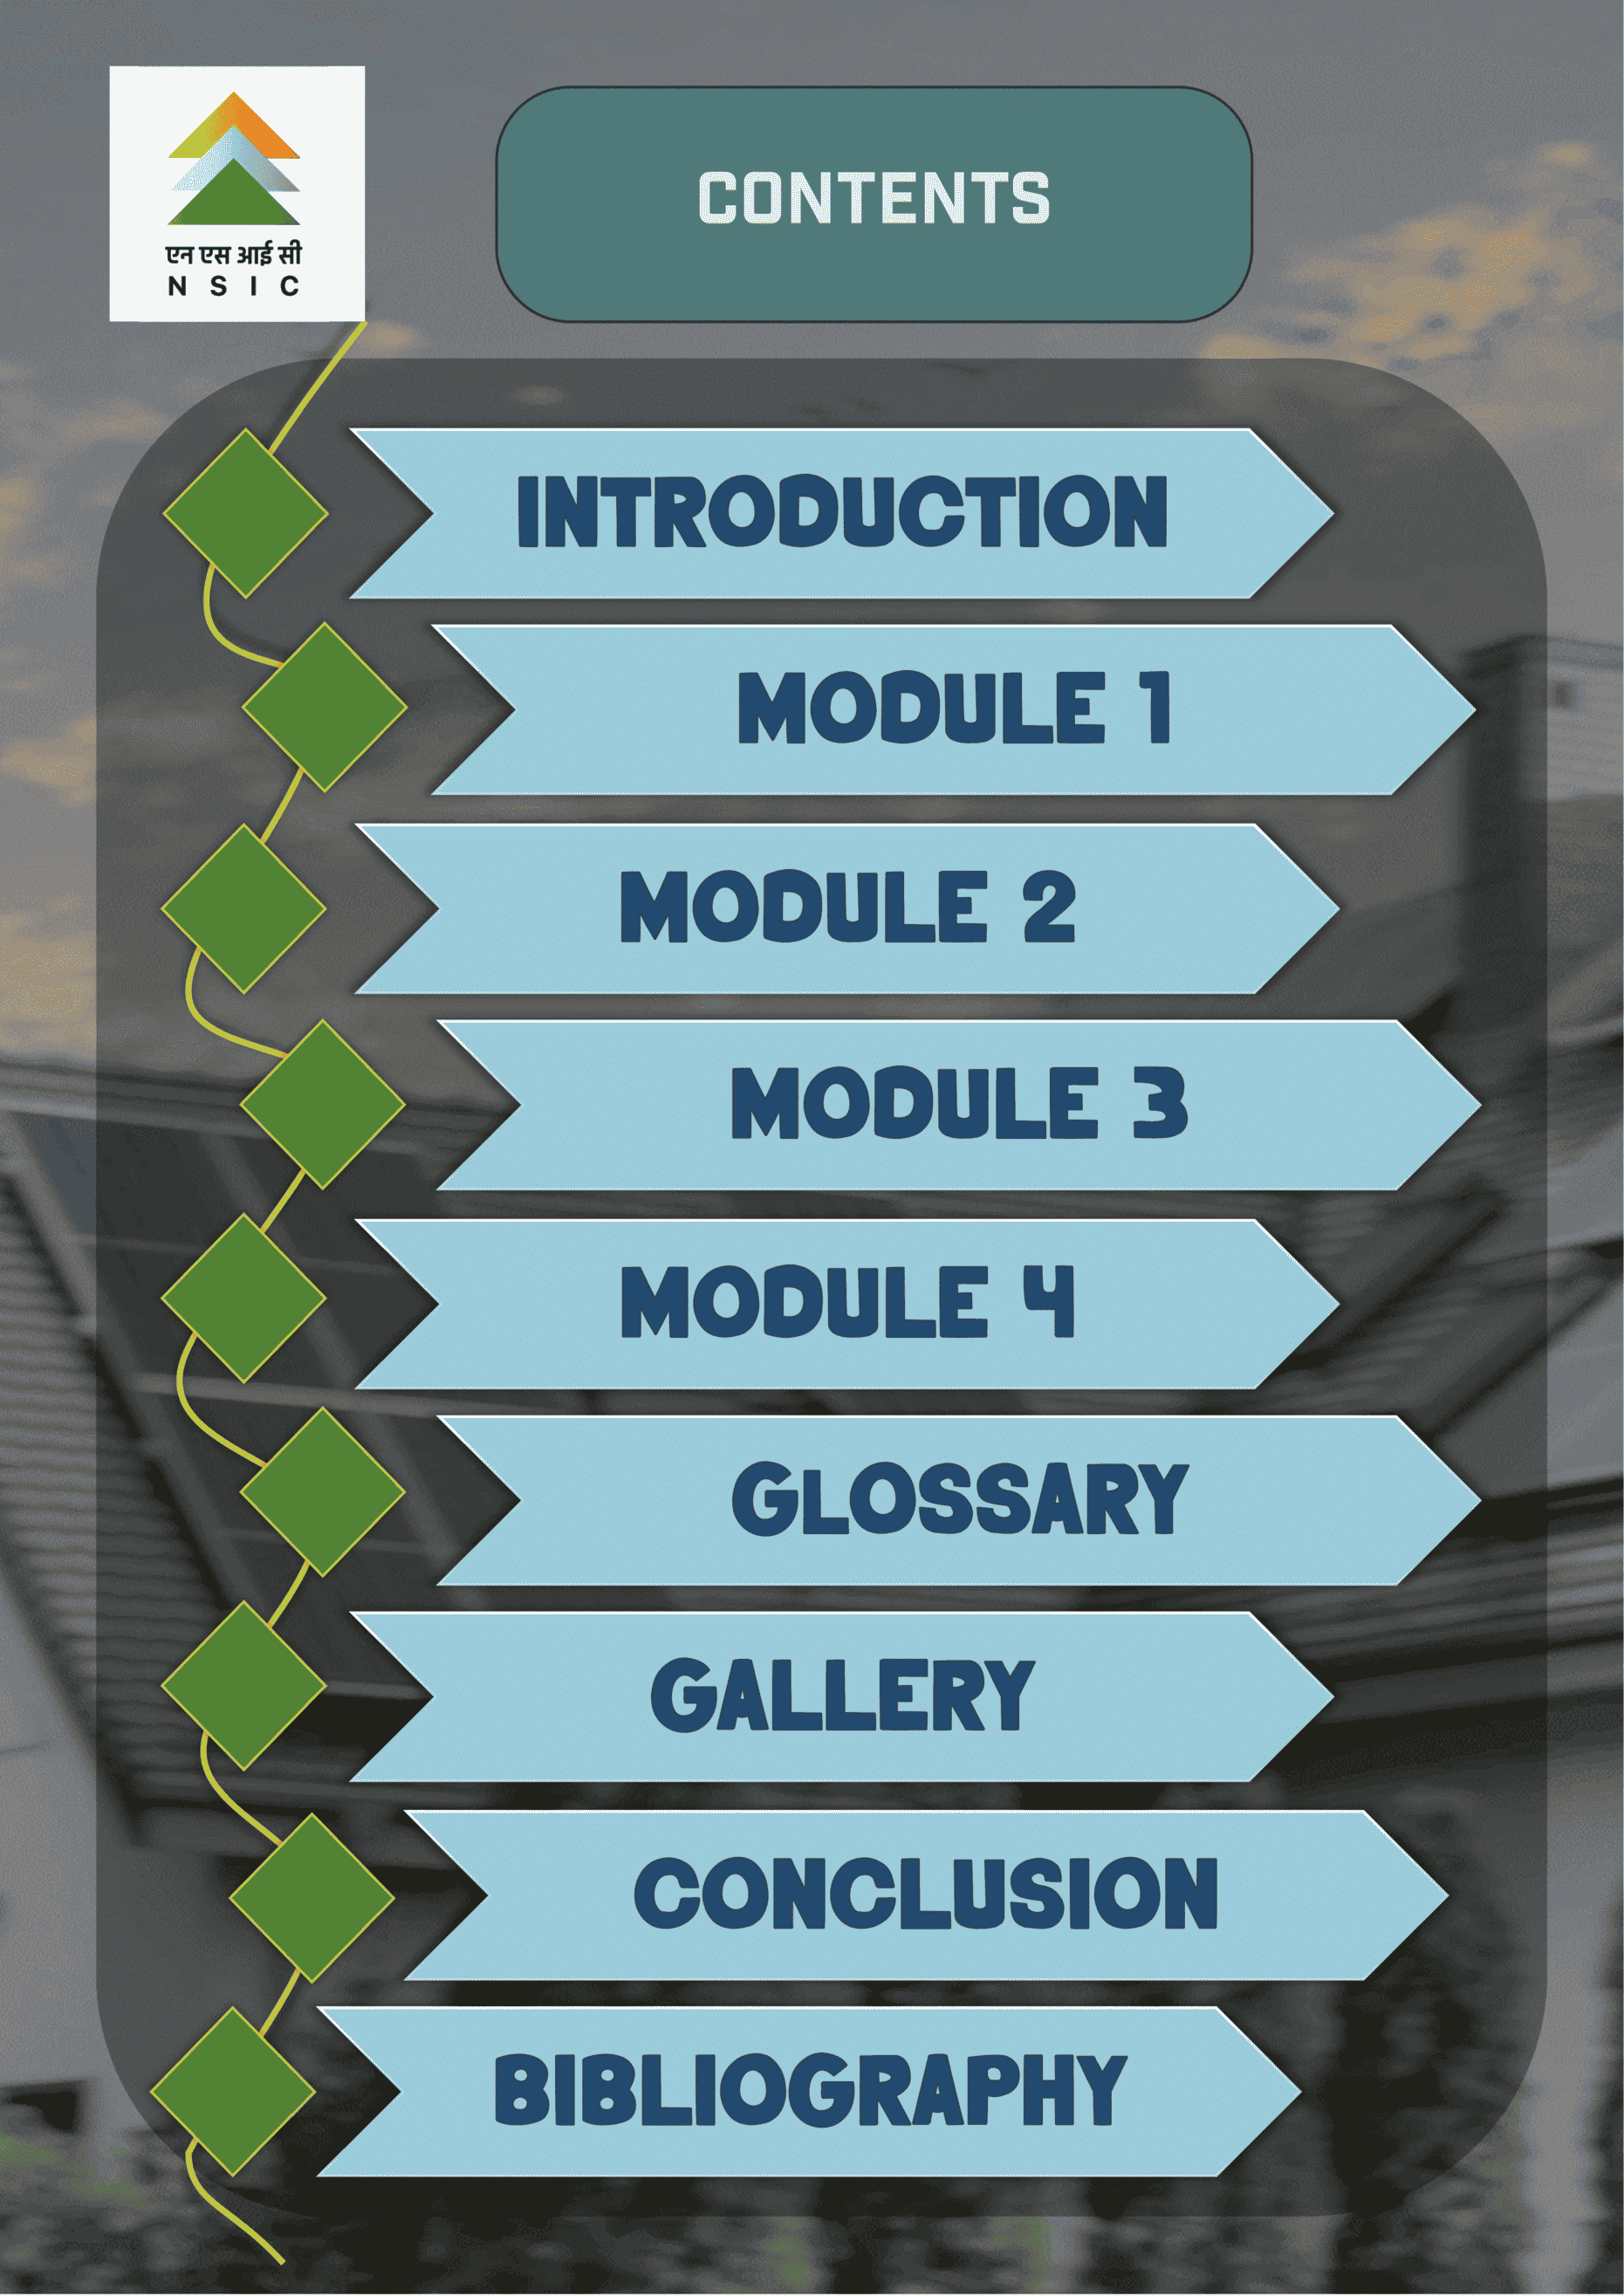 एन एस आई सी
N S I C
CONTENTS
INTRODUCTION
MODULE 1
MODULE 2
MODULE 3
MODULE 4
GLOSSARY
GALLERY
CONCLUSION
BIBLIOGRAPHY